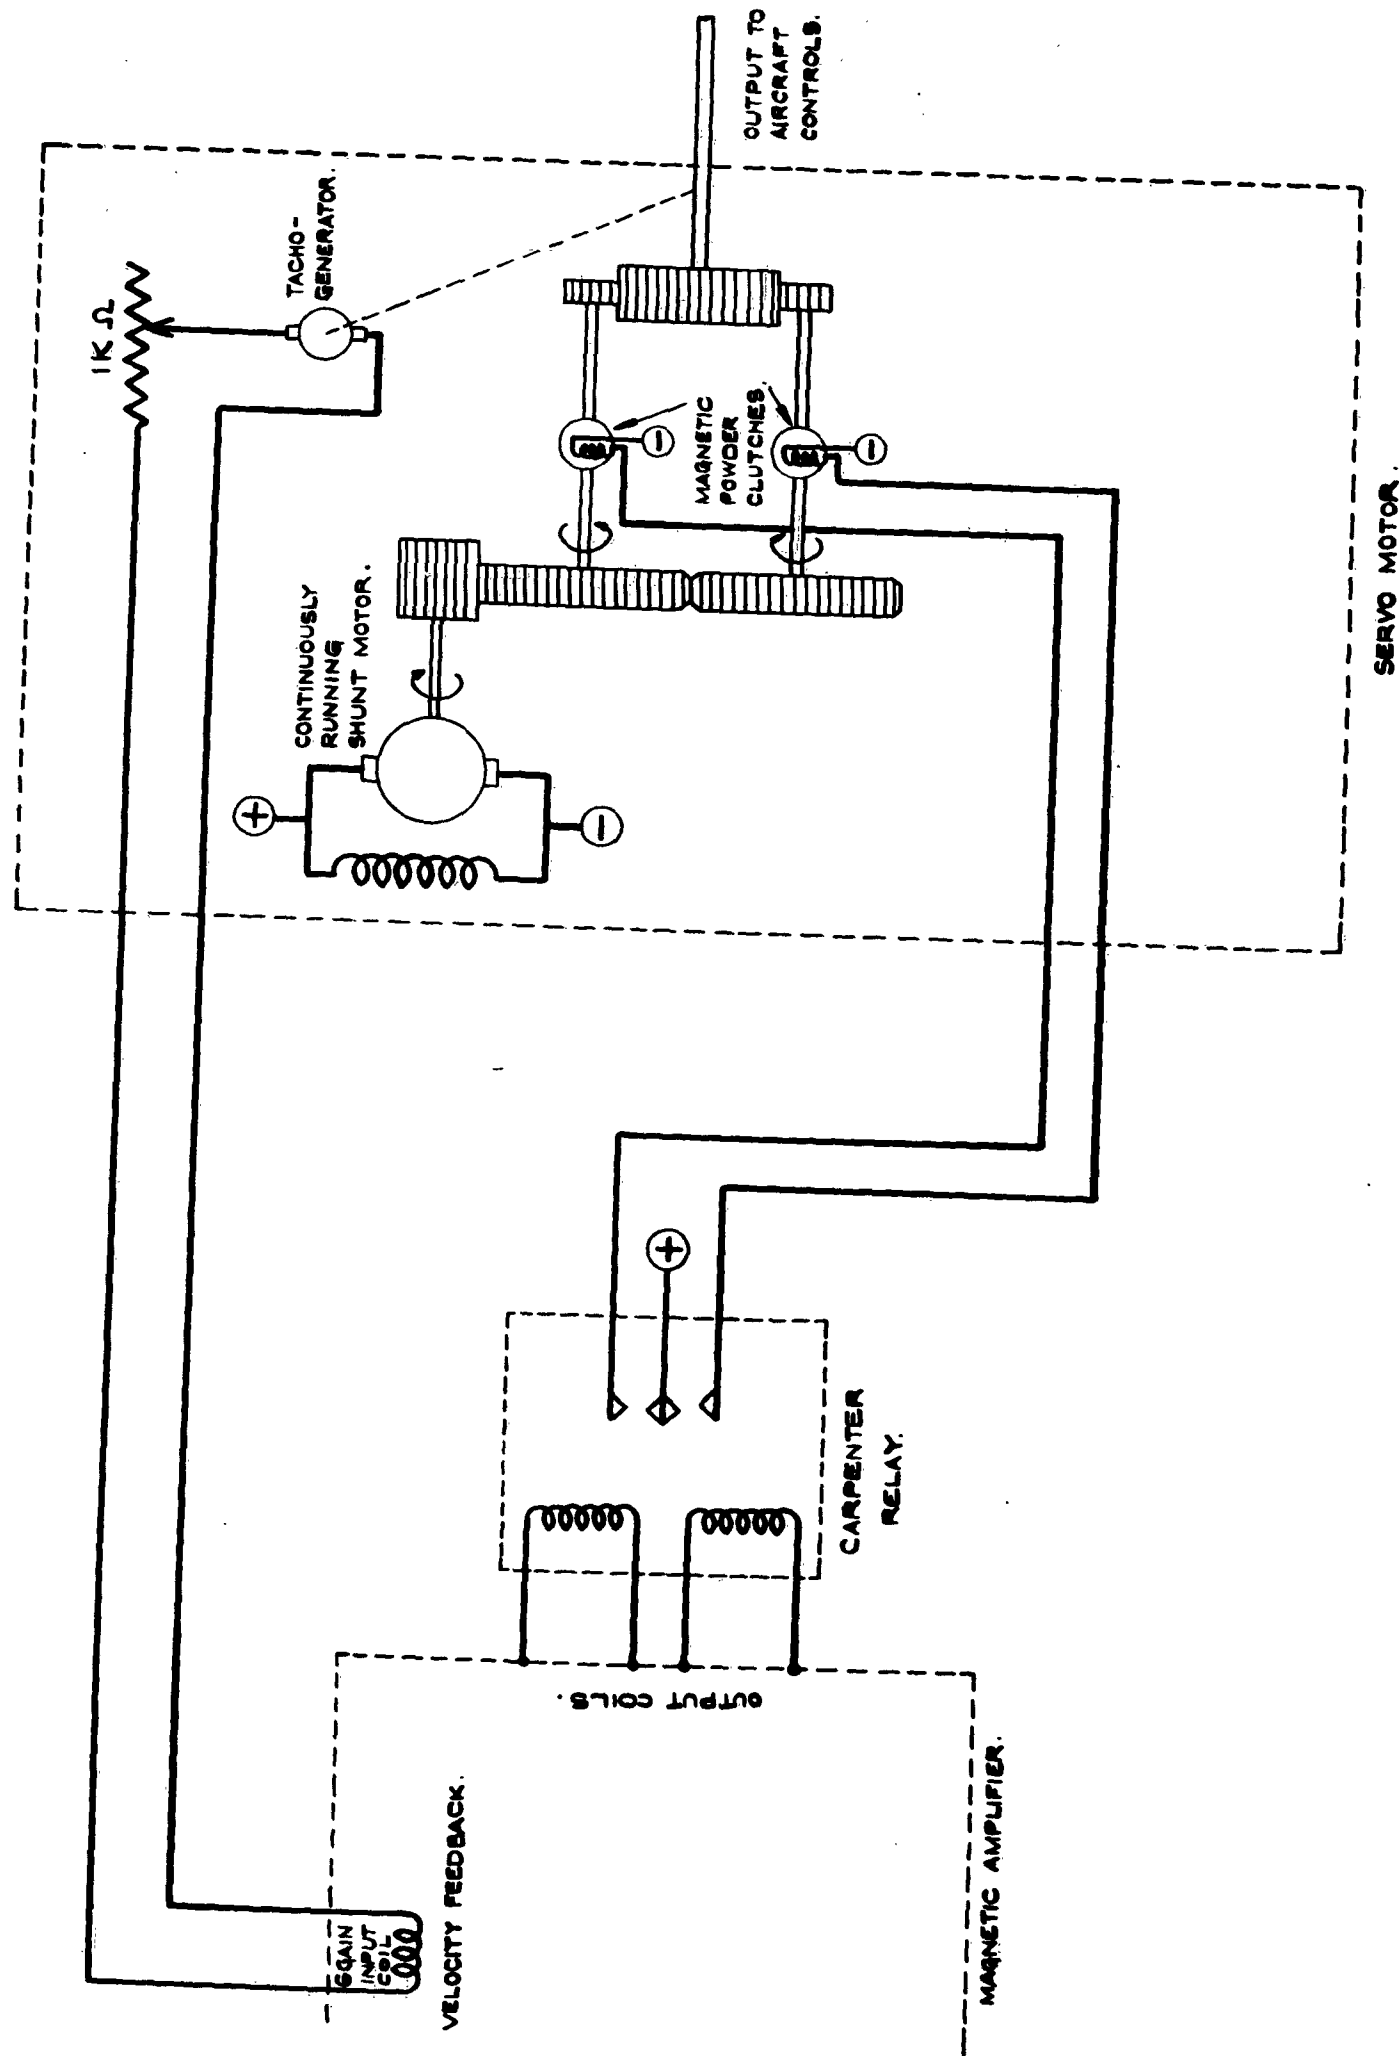 1K Ω
TACHO-
GENERATOR.
CONTINUOUSLY
RUNNING
SHUNT MOTOR.
6QAIN
INPUT
COIL
VELOCITY FEEDBACK.
OUTPUT COILS.
MAGNETIC
POWDER
CLUTCHES.
OUTPUT TO
AIRCRAFT
CONTROLS.
CARPENTER
RELAY.
MAGNETIC AMPLIFIER.
SERVO MOTOR.